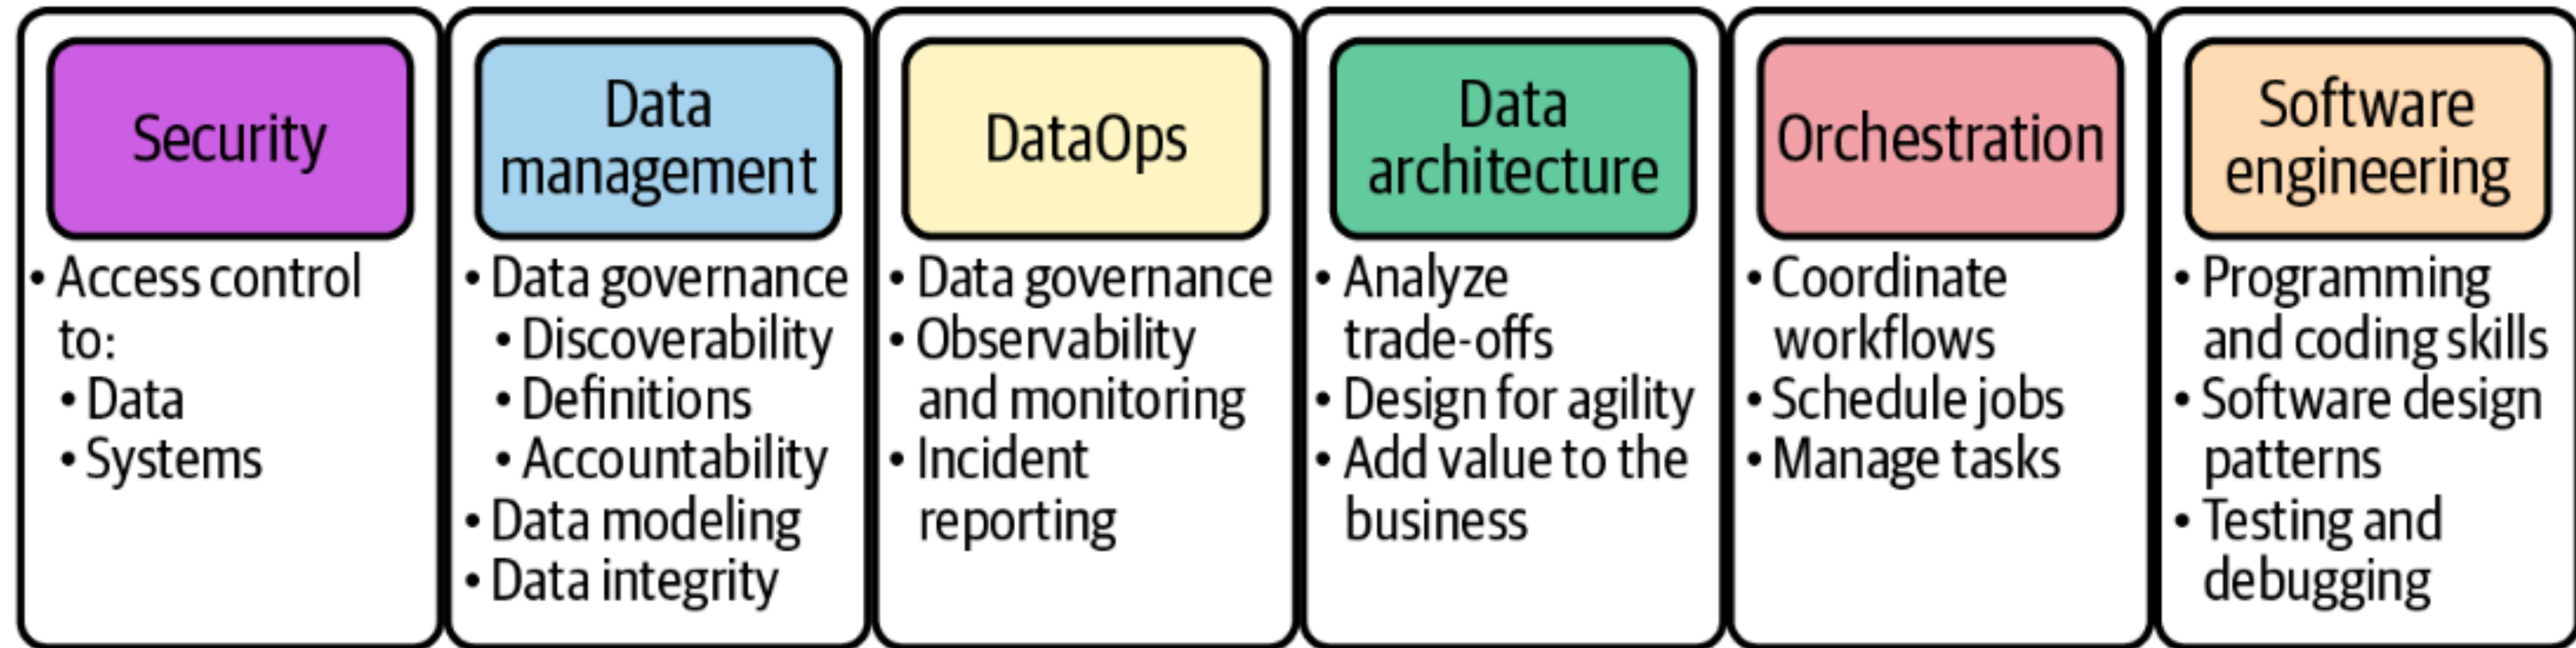 Security
• Access control
to:
• Data
• Systems
Data
management
• Data governance
• Discoverability
• Definitions
• Accountability
• Data modeling
• Data integrity
DataOps
• Data governance
• Observability
and monitoring
• Incident
reporting
Data
architecture
• Analyze
trade-offs
• Design for agility
• Add value to the
business
Orchestration
• Coordinate
workflows
• Schedule jobs
• Manage tasks
Software
engineering
• Programming
and coding skills
• Software design
patterns
• Testing and
debugging